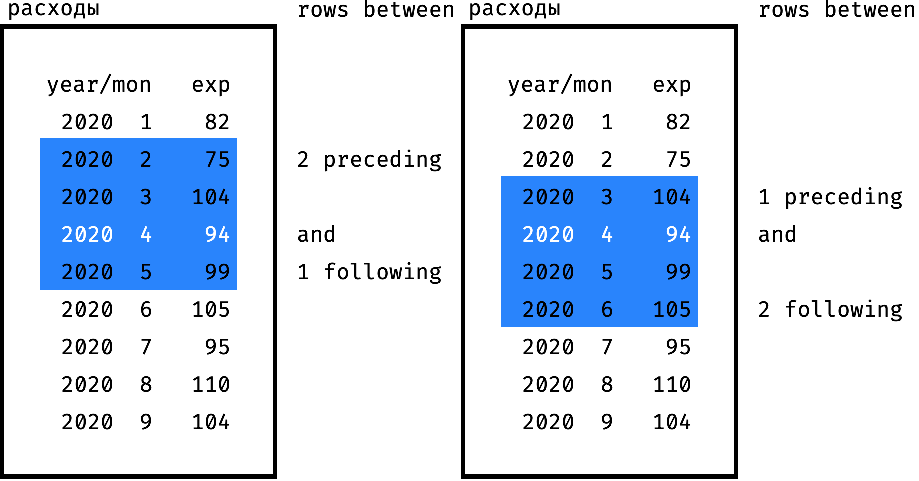 расходы
rows between
year/mon exp
2020 1 82
2020 2 75
2 preceding
2020 3 104
2020 4 94
and
2020 5 99
1 following
2020 6 105
2020 7 95
2020 8 110
2020 9 104
расходы
rows between
year/mon exp
2020 1 82
2020 2 75
2020 3 104
1 preceding
2020 4 94
and
2020 5 99
2020 6 105
2 following
2020 7 95
2020 8 110
2020 9 104